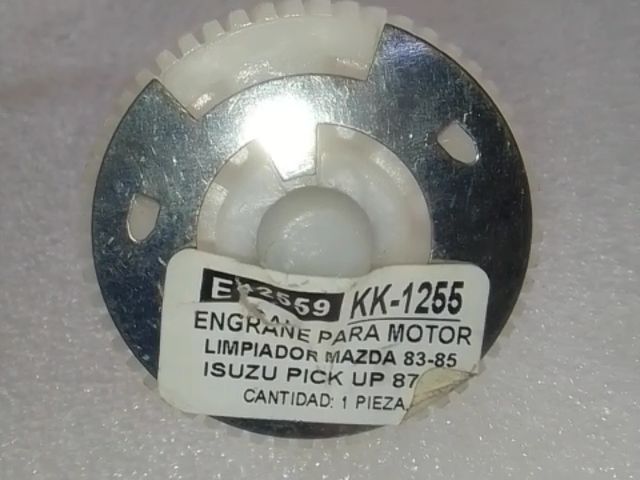 KK-1255
ENGRANE PARA MOTOR
LIMPIADOR MAZDA 83-85
ISUZU PICK UP 87
CANTIDAD: 1 PIEZA